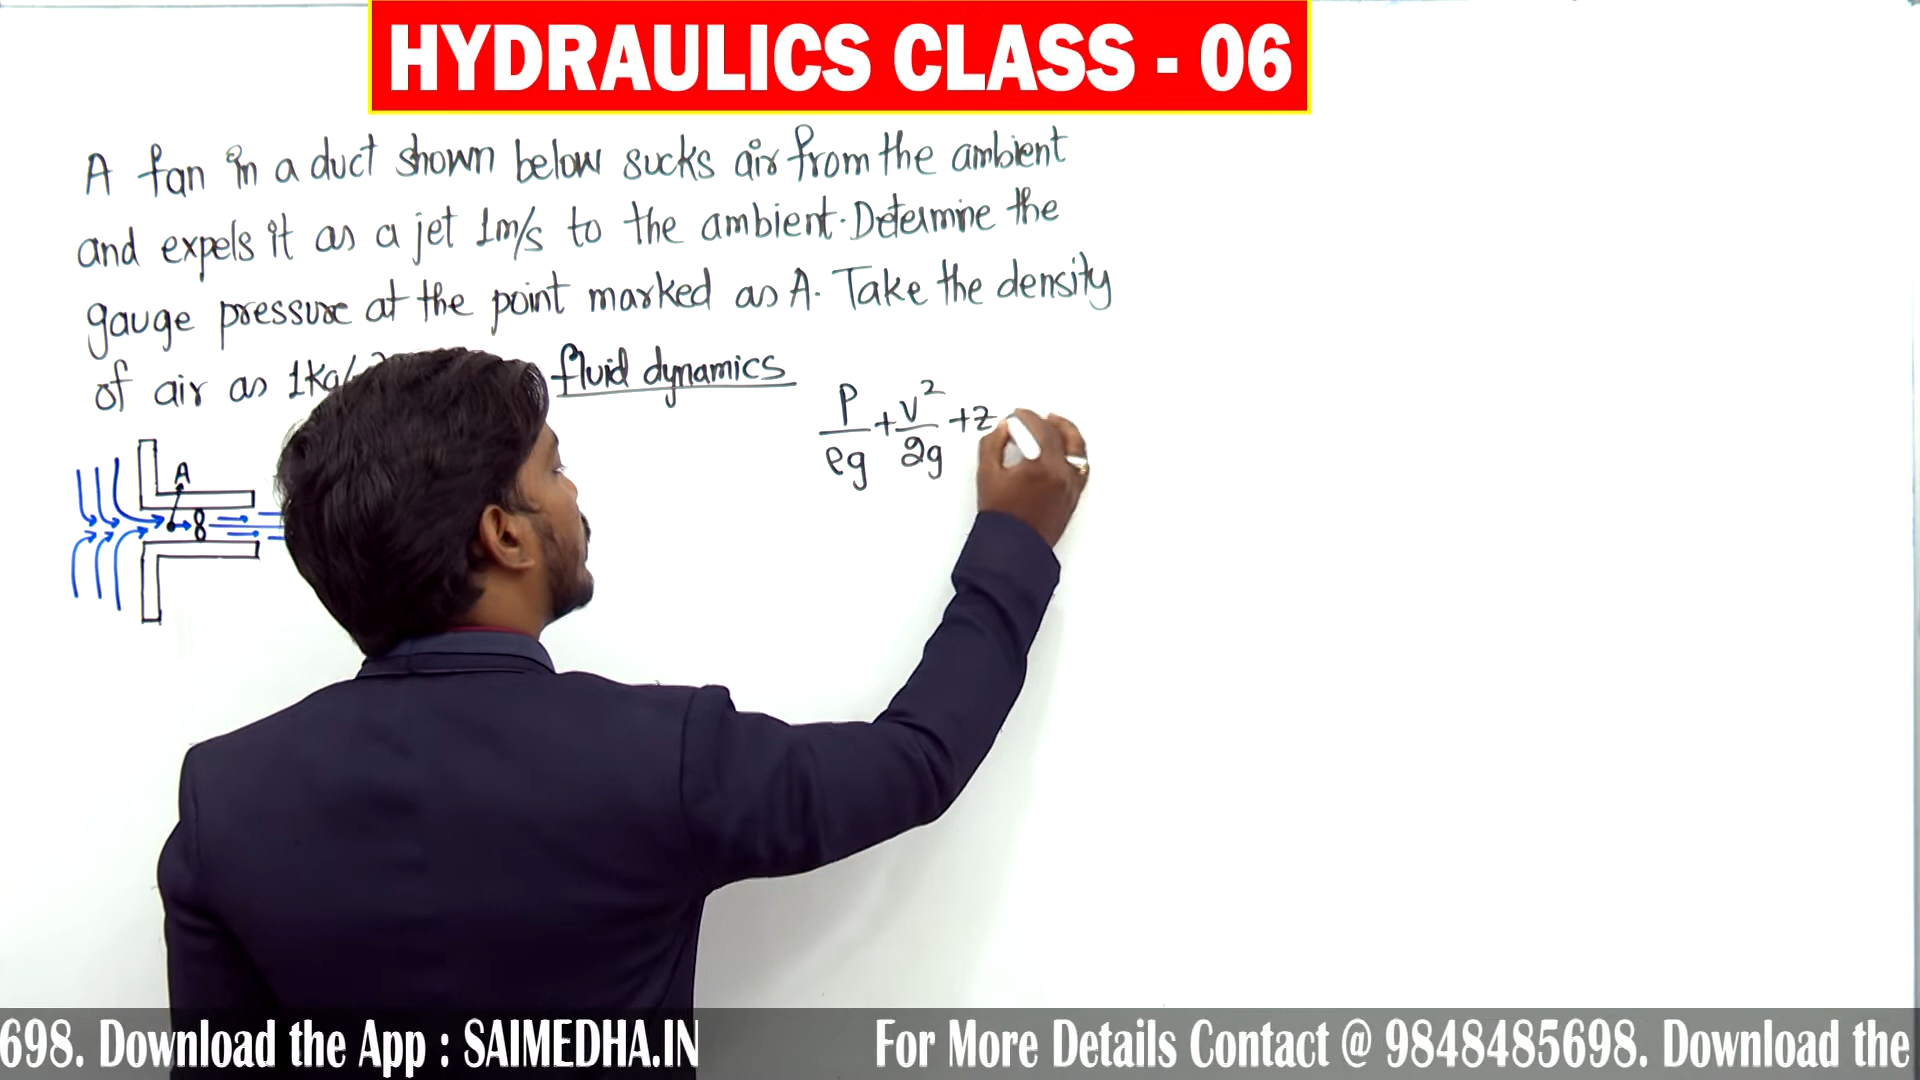 HYDRAULICS CLASS - 06
A fan in a duct shown below sucks air from the ambient
and expels it as a jet 1m/s to the ambient. Determine the
gauge pressure at the point marked as A. Take the density
of air as 1kg/
fluid dynamics
P/ρg + v²/2g + z
A
8
698. Download the App : SAIMEDHA.IN For More Details Contact @ 9848485698. Download the